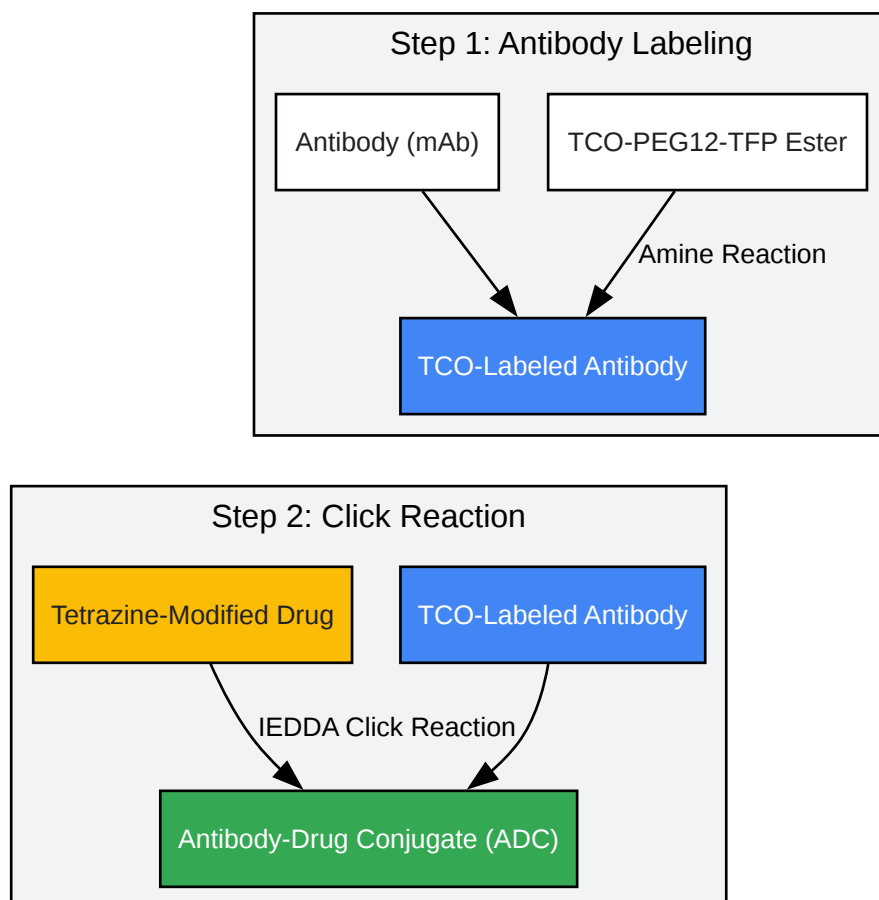 Step 1: Antibody Labeling
Antibody (mAb)
TCO-PEG12-TFP Ester
Amine Reaction
TCO-Labeled Antibody
Step 2: Click Reaction
Tetrazine-Modified Drug
TCO-Labeled Antibody
IEDDA Click Reaction
Antibody-Drug Conjugate (ADC)